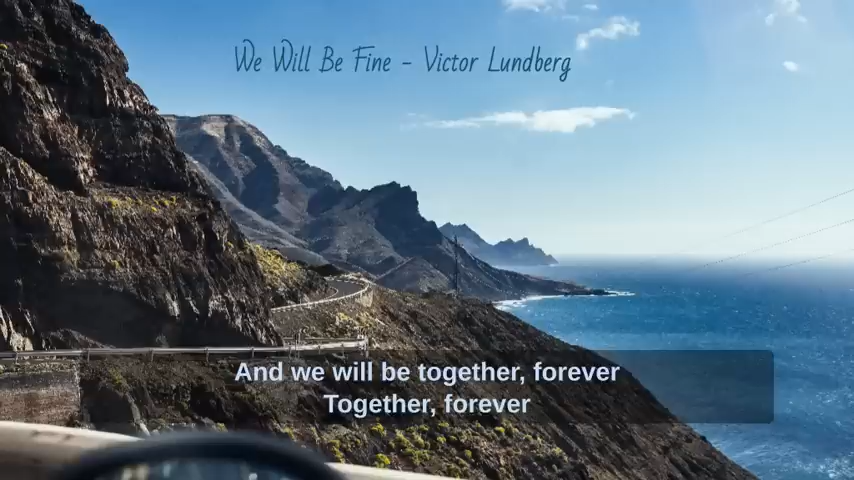 We Will Be Fine - Victor Lundberg
And we will be together, forever
Together, forever